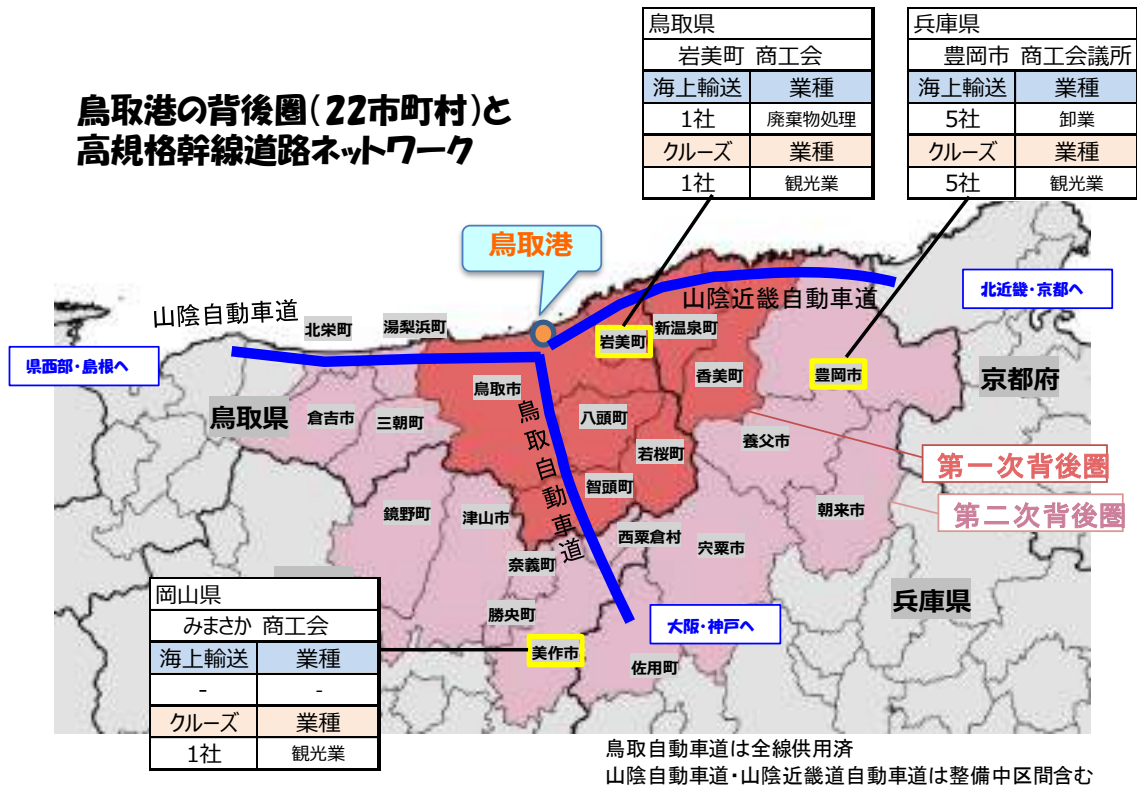 鳥取港の背後圏(22市町村)と
高規格幹線道路ネットワーク
鳥取県
岩美町 商工会
海上輸送 業種
1社 廃棄物処理
クルーズ 業種
1社 観光業
兵庫県
豊岡市 商工会議所
海上輸送 業種
5社 卸業
クルーズ 業種
5社 観光業
鳥取港
山陰自動車道
山陰近畿自動車道
北近畿・京都へ
県西部・島根へ
北栄町
湯梨浜町
岩美町
新温泉町
香美町
豊岡市
京都府
鳥取県
倉吉市
三朝町
鳥取市
鳥取自動車道
八頭町
若桜町
智頭町
養父市
朝来市
第一次背後圏
第二次背後圏
鏡野町
津山市
奈義町
西粟倉村
宍粟市
勝央町
美作市
佐用町
大阪・神戸へ
兵庫県
岡山県
みまさか 商工会
海上輸送 業種
- -
クルーズ 業種
1社 観光業
鳥取自動車道は全線供用済
山陰自動車道・山陰近畿道自動車道は整備中区間含む